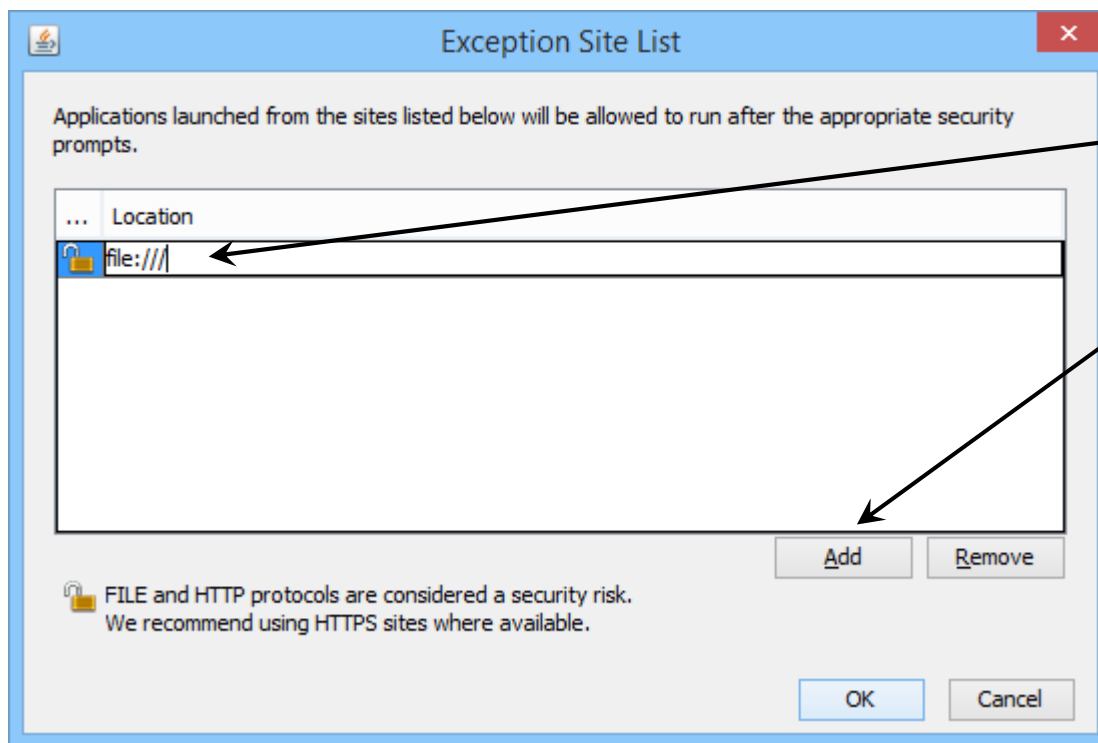 Exception Site List
Applications launched from the sites listed below will be allowed to run after the appropriate security
prompts.
... Location
file:///
Add Remove
FILE and HTTP protocols are considered a security risk.
We recommend using HTTPS sites where available.
OK Cancel